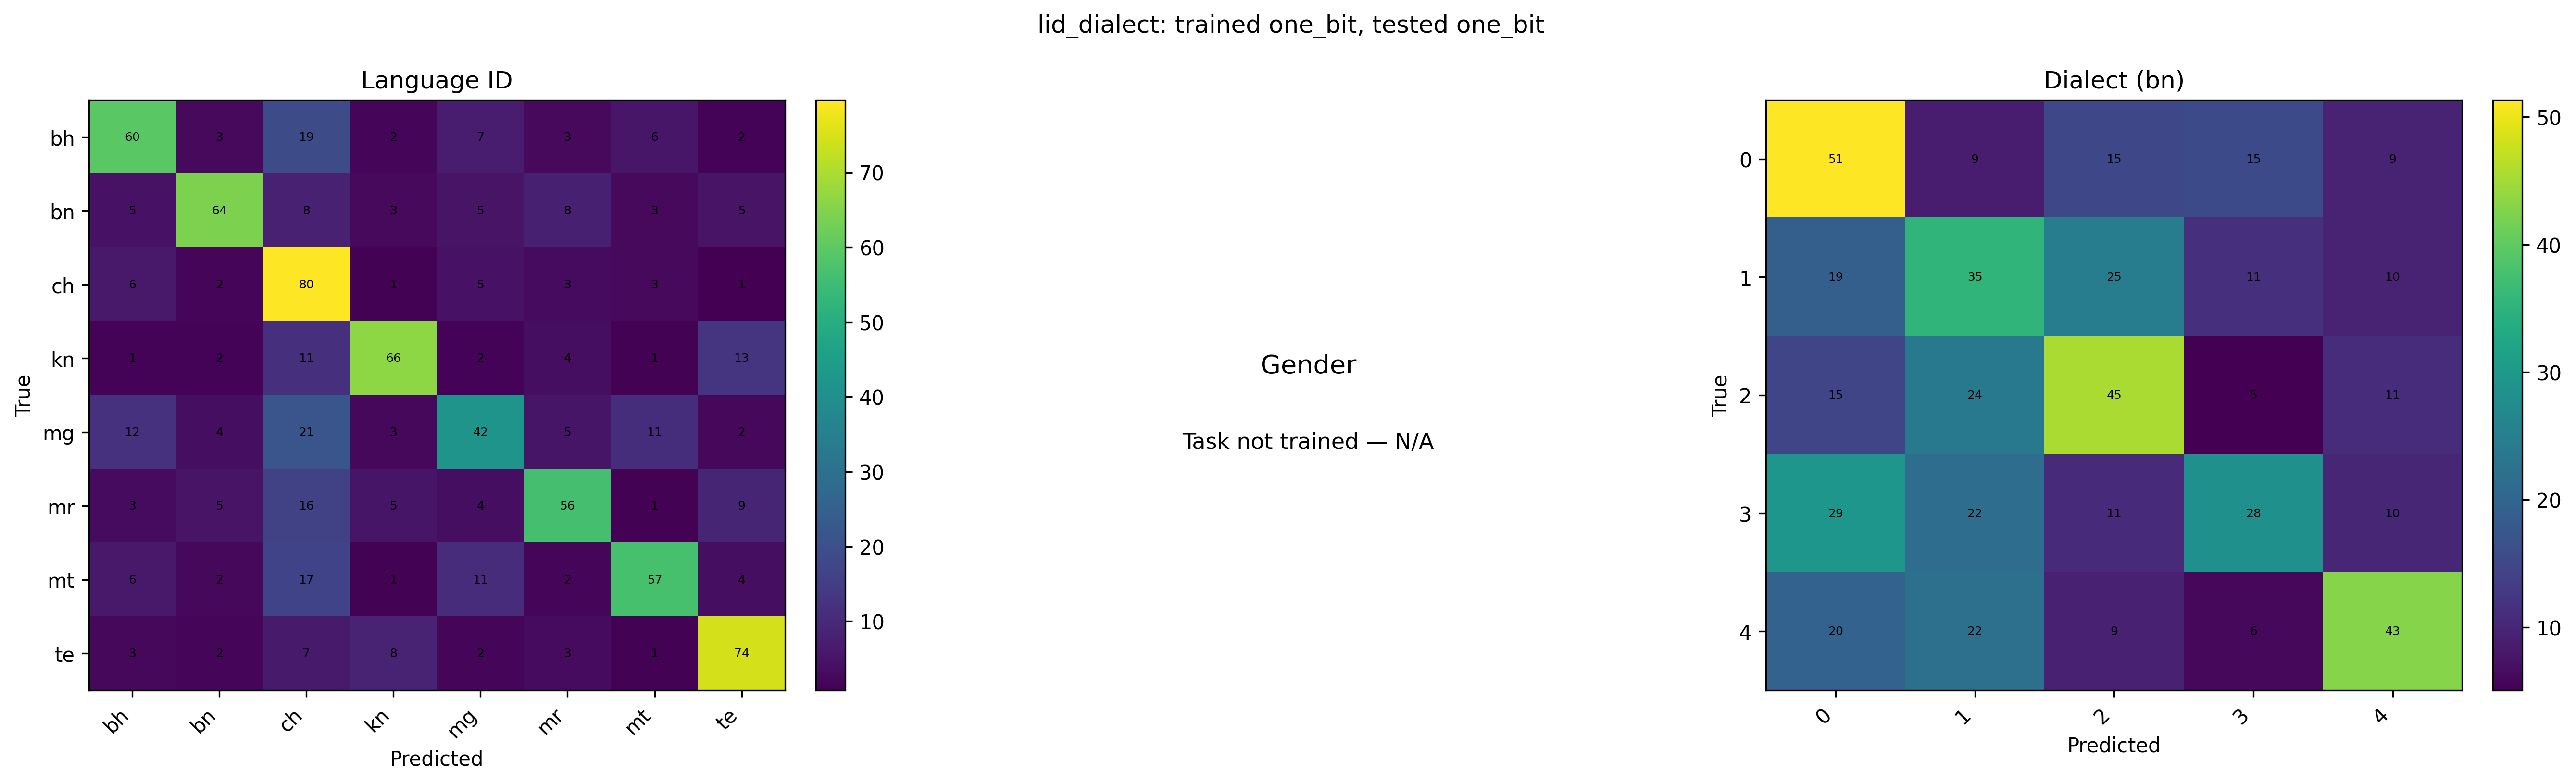 lid_dialect: trained one_bit, tested one_bit
Language ID
True
bh 60 3 19 2 7 3 6 2
bn 5 64 8 3 5 8 3 5
ch 6 2 80 1 5 3 3 1
kn 1 2 11 66 2 4 1 13
mg 12 4 21 3 42 5 11 2
mr 3 5 16 5 4 56 1 9
mt 6 2 17 1 11 2 57 4
te 3 2 7 8 2 3 1 74
bh bn ch kn mg mr mt te
Predicted
70
60
50
40
30
20
10
Gender
Task not trained — N/A
Dialect (bn)
True
0 51 9 15 15 9
1 19 35 25 11 10
2 15 24 45 5 11
3 29 22 11 28 10
4 20 22 9 6 43
0 1 2 3 4
Predicted
50
40
30
20
10